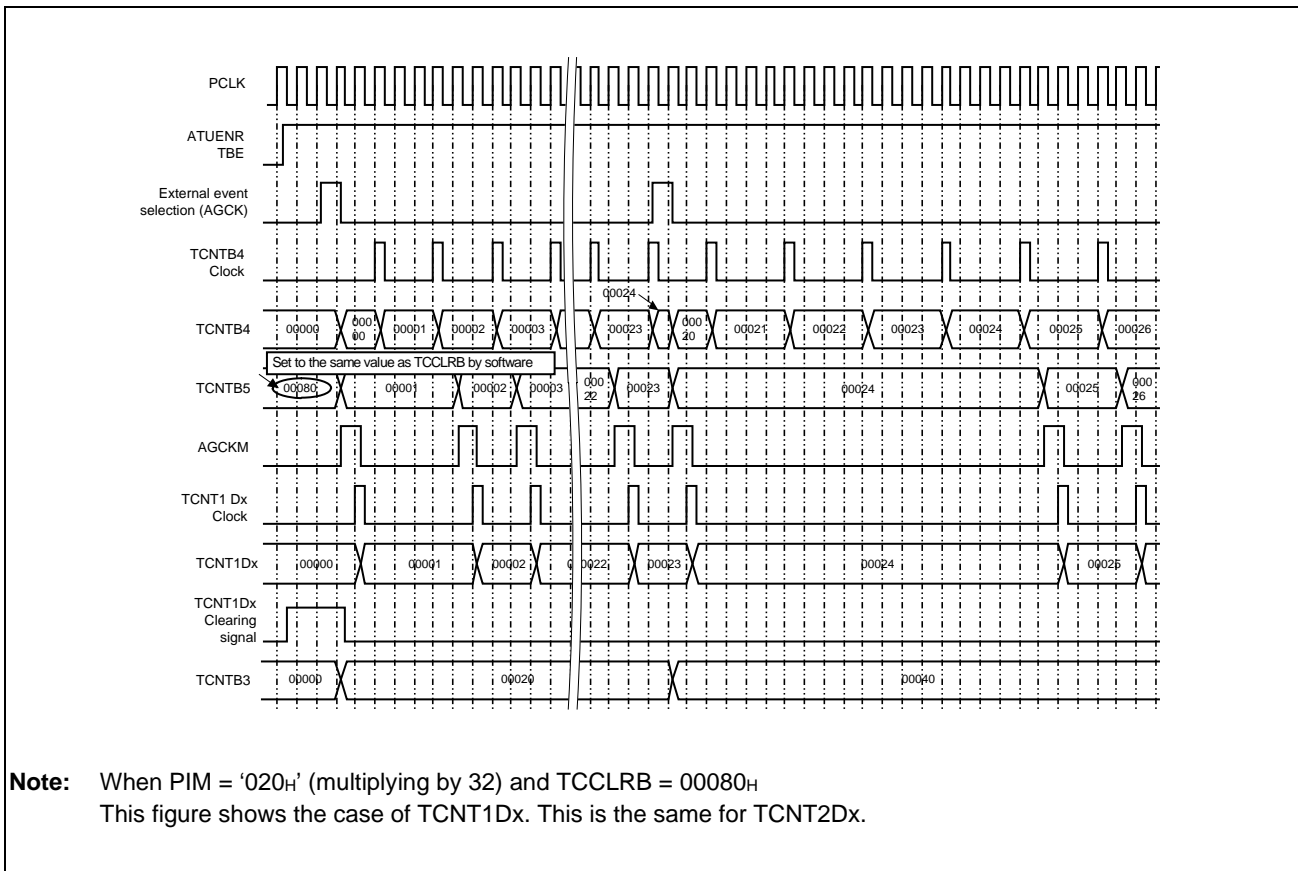 PCLK
ATUENR
TBE
External event
selection (AGCK)
TCNTB4
Clock
00024
TCNTB4
00000
000
00
00001
00002
00003
00023
000
20
00021
00022
00023
00024
00025
00026
Set to the same value as TCCLRB by software
TCNTB5
00080
00001
00002
00003
000
22
00023
00024
00025
000
26
AGCKM
TCNT1 Dx
Clock
TCNT1Dx
00000
00001
00002
00022
00023
00024
00025
TCNT1Dx
Clearing
signal
TCNTB3
00000
00020
00040
Note: When PIM = ‘020H’ (multiplying by 32) and TCCLRB = 00080H
This figure shows the case of TCNT1Dx. This is the same for TCNT2Dx.